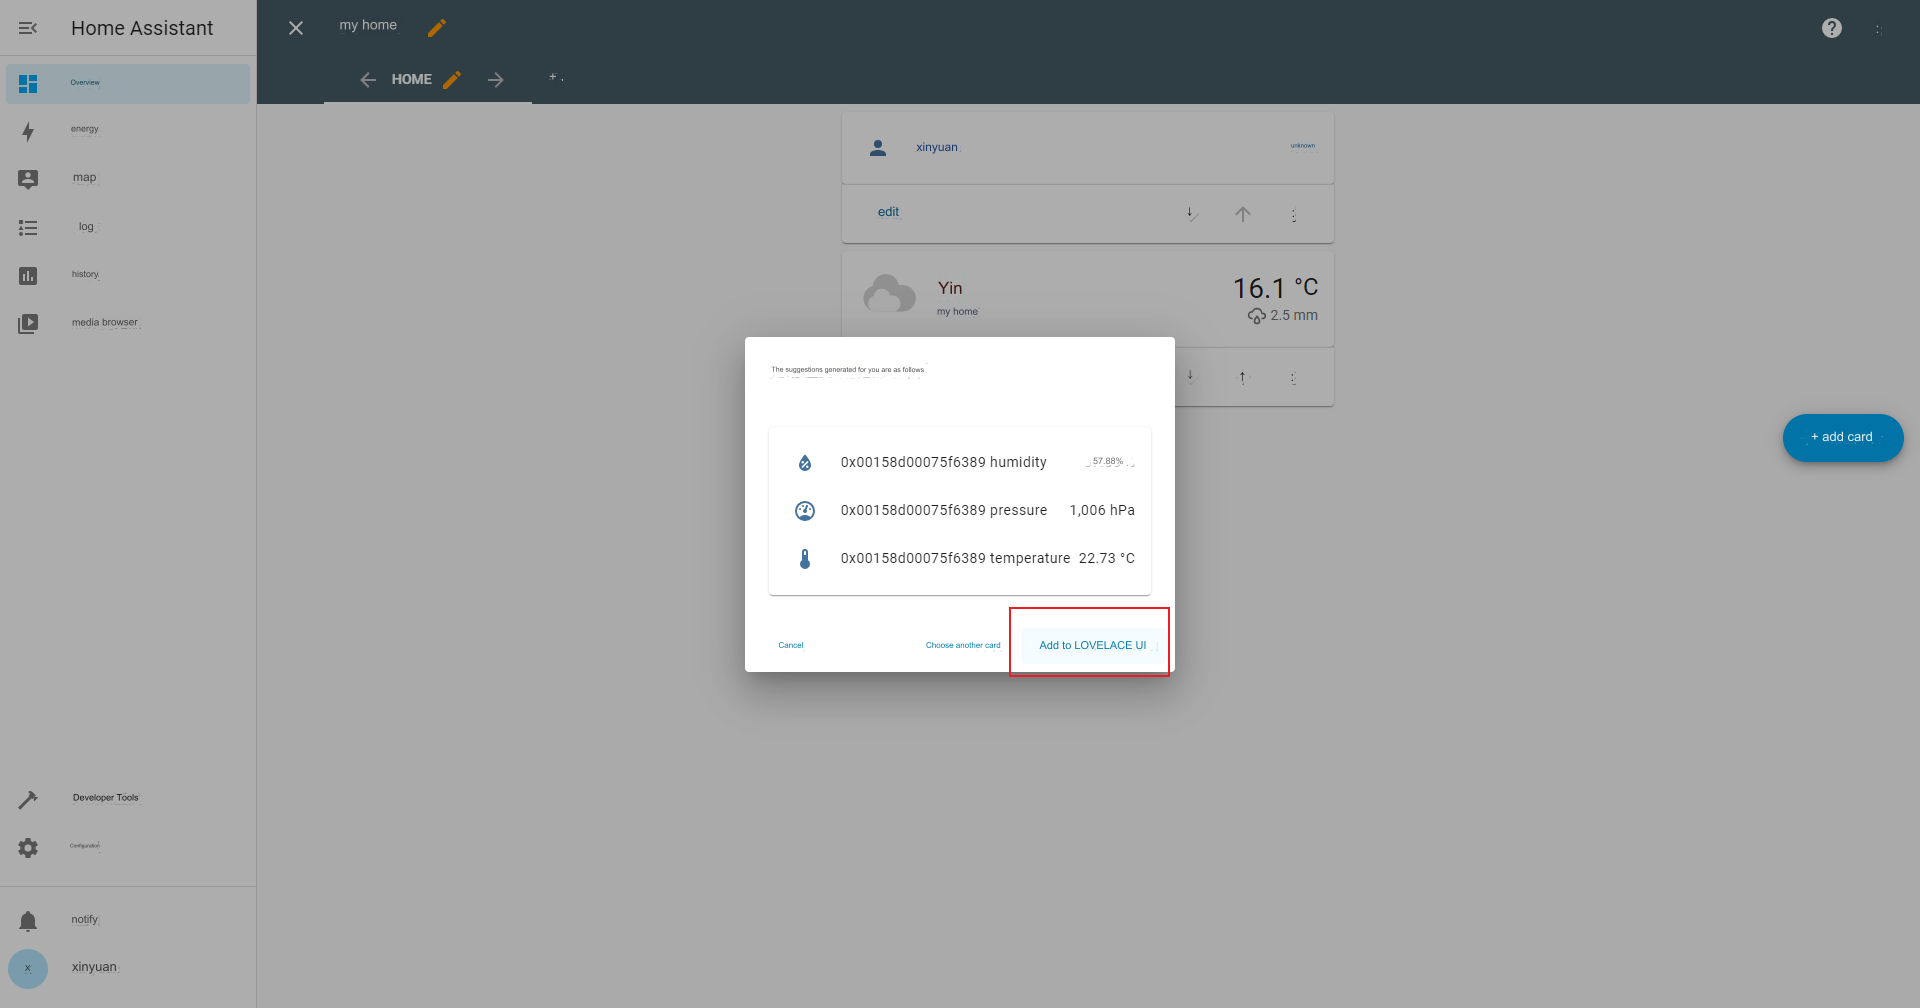 Home Assistant
my home
HOME
+
Overview
energy
map
log
history
media browser
Developer Tools
Configuration
notify
x
xinyuan
xinyuan
unknown
edit
Yin
my home
16.1 °C
2.5 mm
+ add card
The suggestions generated for you are as follows
0x00158d00075f6389 humidity 57.88%
0x00158d00075f6389 pressure 1,006 hPa
0x00158d00075f6389 temperature 22.73 °C
Cancel
Choose another card
Add to LOVELACE UI